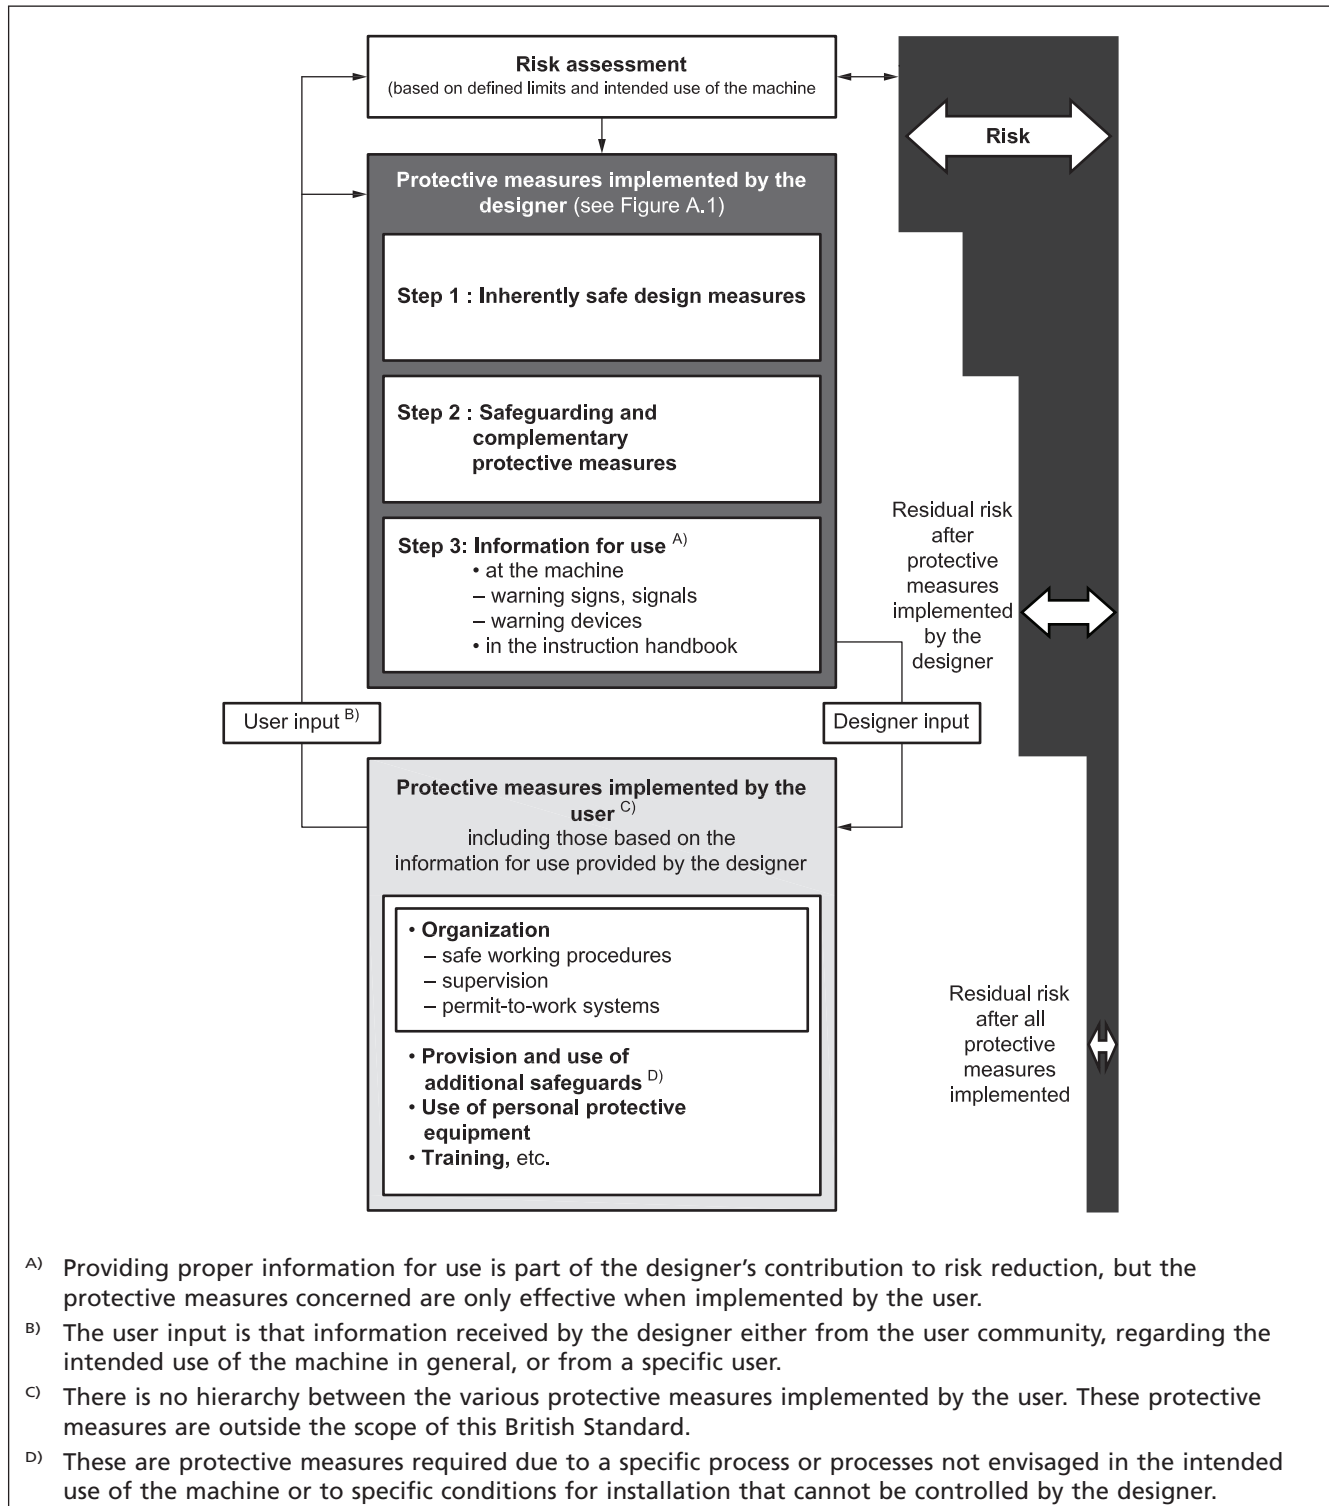 Risk assessment
(based on defined limits and intended use of the machine
Risk
Protective measures implemented by the
designer (see Figure A.1)
Step 1 : Inherently safe design measures
Step 2 : Safeguarding and
complementary
protective measures
Step 3: Information for use A)
• at the machine
– warning signs, signals
– warning devices
• in the instruction handbook
Residual risk
after
protective
measures
implemented
by the
designer
User input B)
Designer input
Protective measures implemented by the
user C)
including those based on the
information for use provided by the designer
• Organization
– safe working procedures
– supervision
– permit-to-work systems
• Provision and use of
additional safeguards D)
• Use of personal protective
equipment
• Training, etc.
Residual risk
after all
protective
measures
implemented
A) Providing proper information for use is part of the designer’s contribution to risk reduction, but the
protective measures concerned are only effective when implemented by the user.
B) The user input is that information received by the designer either from the user community, regarding the
intended use of the machine in general, or from a specific user.
C) There is no hierarchy between the various protective measures implemented by the user. These protective
measures are outside the scope of this British Standard.
D) These are protective measures required due to a specific process or processes not envisaged in the intended
use of the machine or to specific conditions for installation that cannot be controlled by the designer.